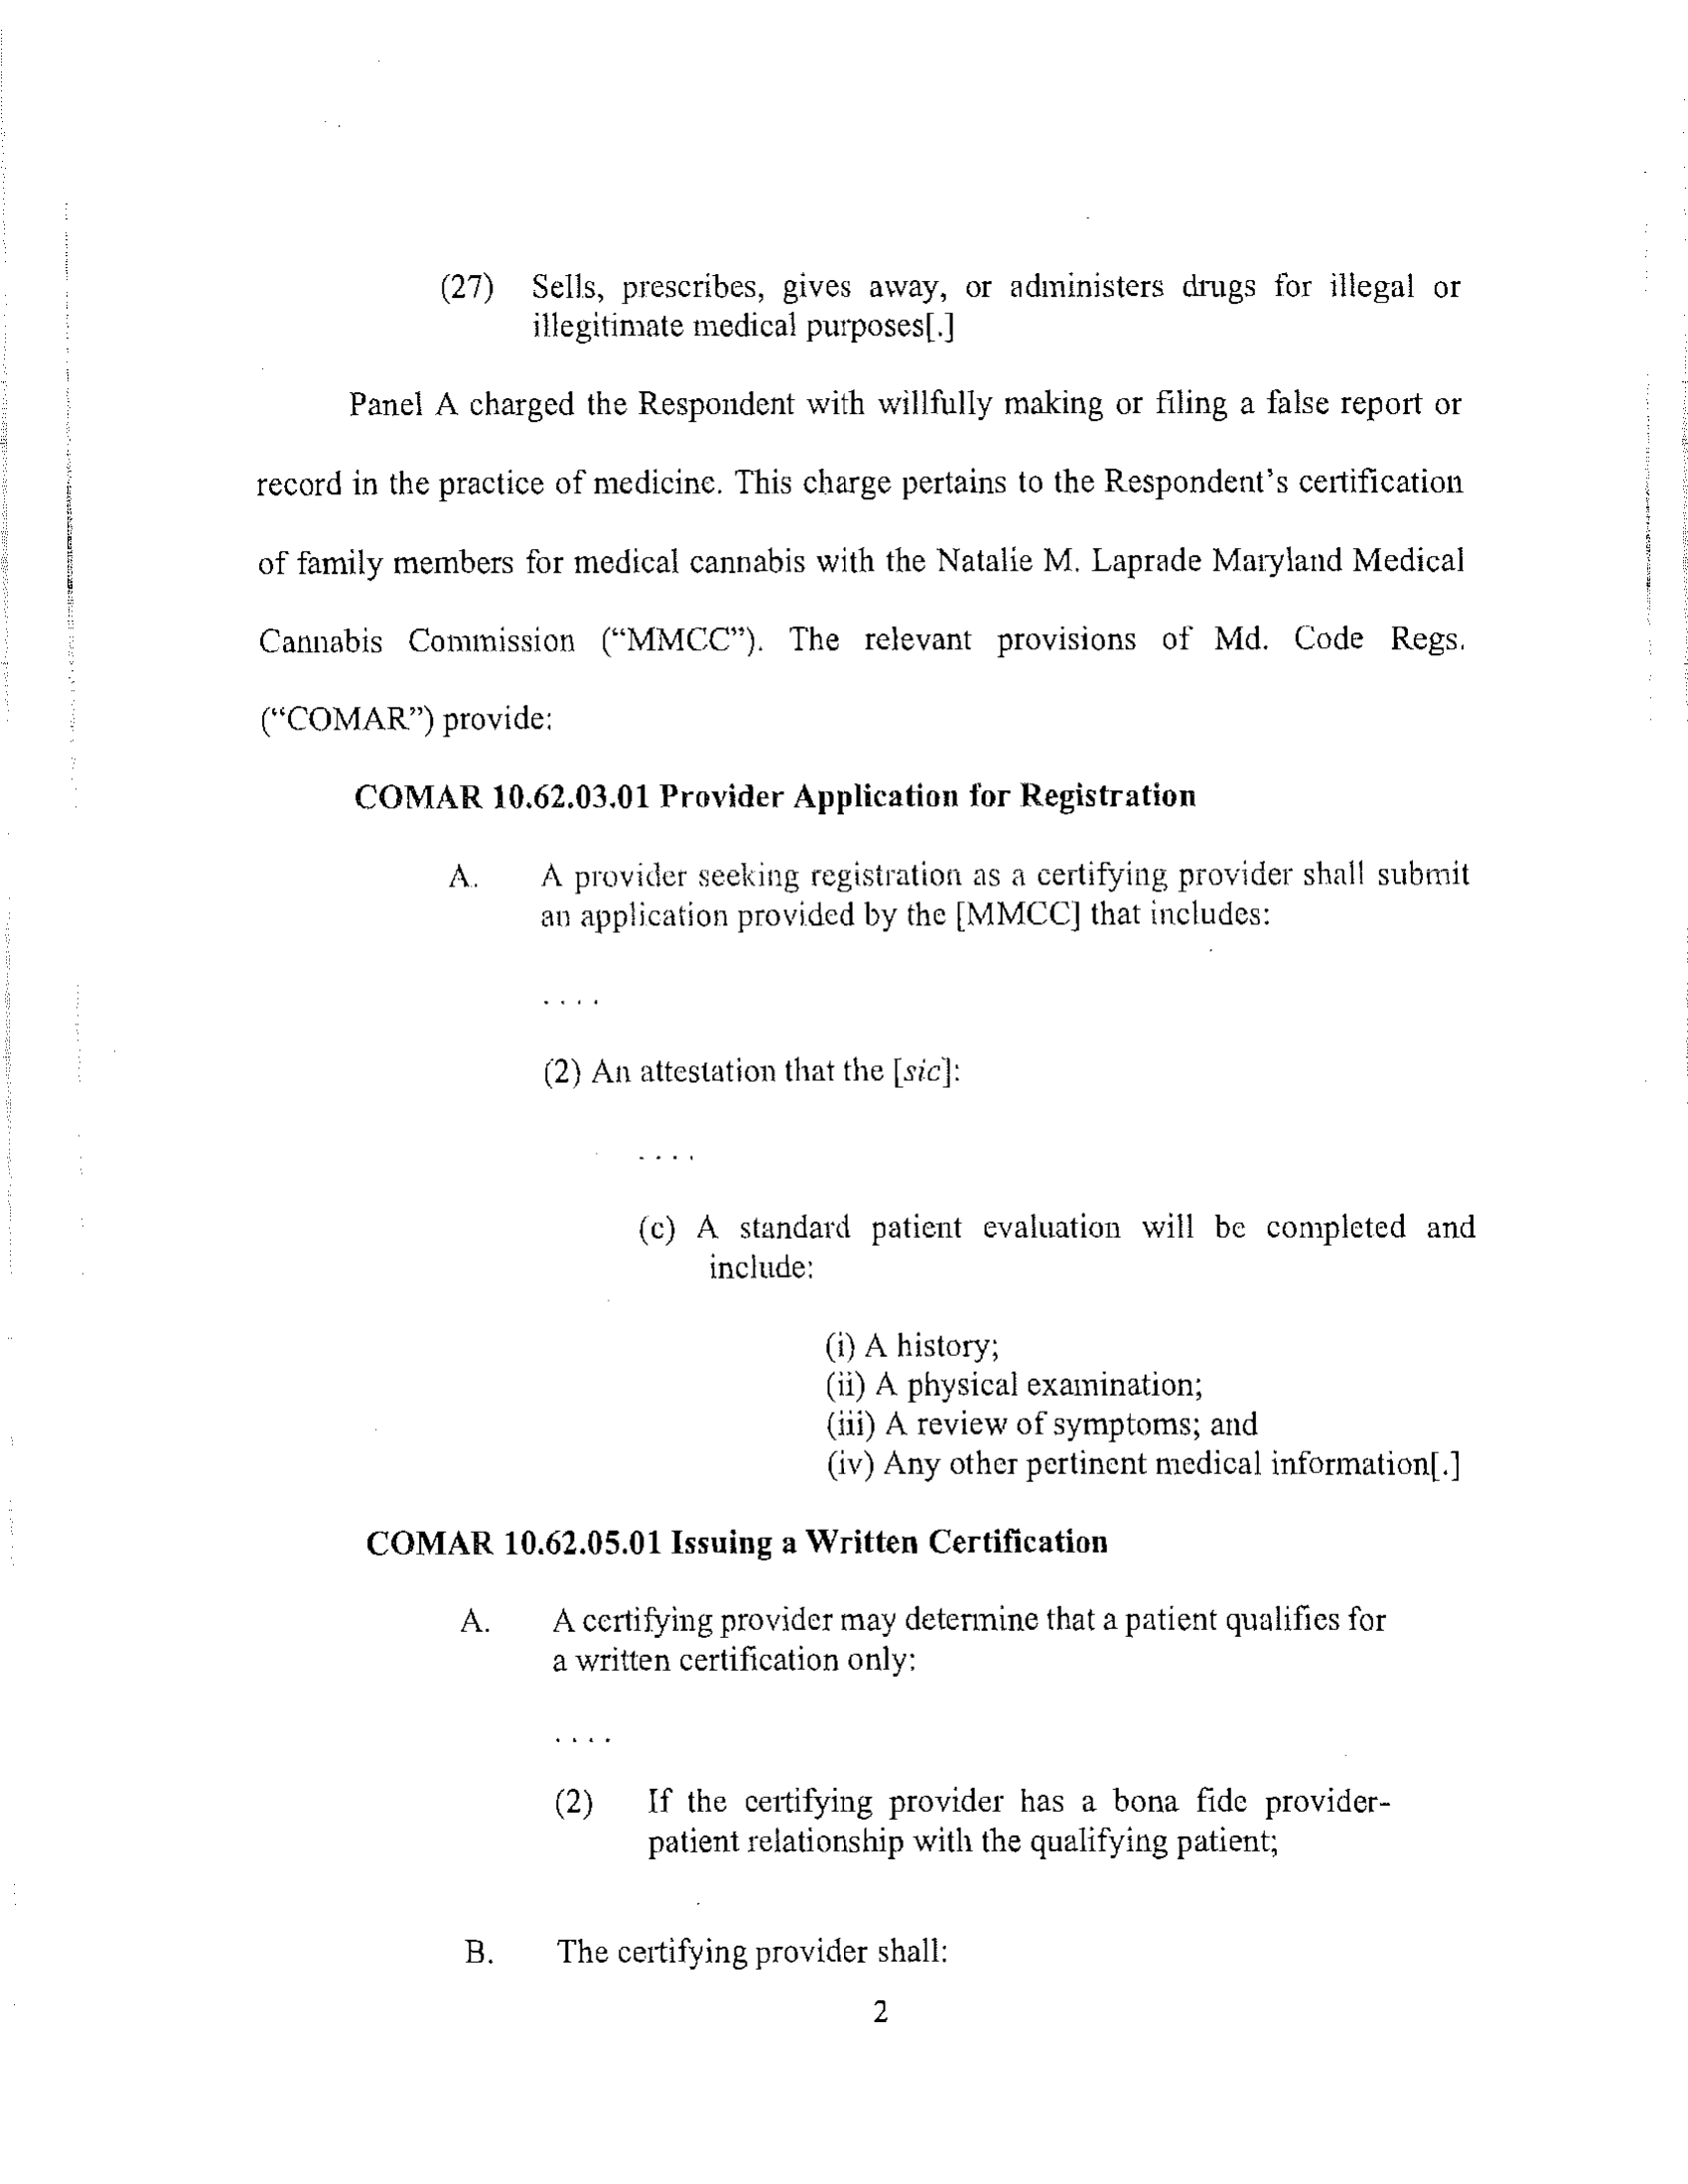 (27) Sells, prescribes, gives away, or administers drugs for illegal or
illegitimate medical purposes[.]
Panel A charged the Respondent with willfully making or filing a false report or
record in the practice of medicine. This charge pertains to the Respondent's certification
of family members for medical cannabis with the Natalie M. Laprade Maryland Medical
Cannabis Commission (“MMCC”). The relevant provisions of Md. Code Regs.
(“COMAR”) provide:
COMAR 10.62.03.01 Provider Application for Registration
A. A provider seeking registration as a certifying provider shall submit
an application provided by the [MMCC] that includes:
. . . .
(2) An attestation that the [sic]:
. . . .
(c) A standard patient evaluation will be completed and
include:
(i) A history;
(ii) A physical examination;
(iii) A review of symptoms; and
(iv) Any other pertinent medical information[.]
COMAR 10.62.05.01 Issuing a Written Certification
A. A certifying provider may determine that a patient qualifies for
a written certification only:
. . . .
(2) If the certifying provider has a bona fide provider-
patient relationship with the qualifying patient;
B. The certifying provider shall:
2